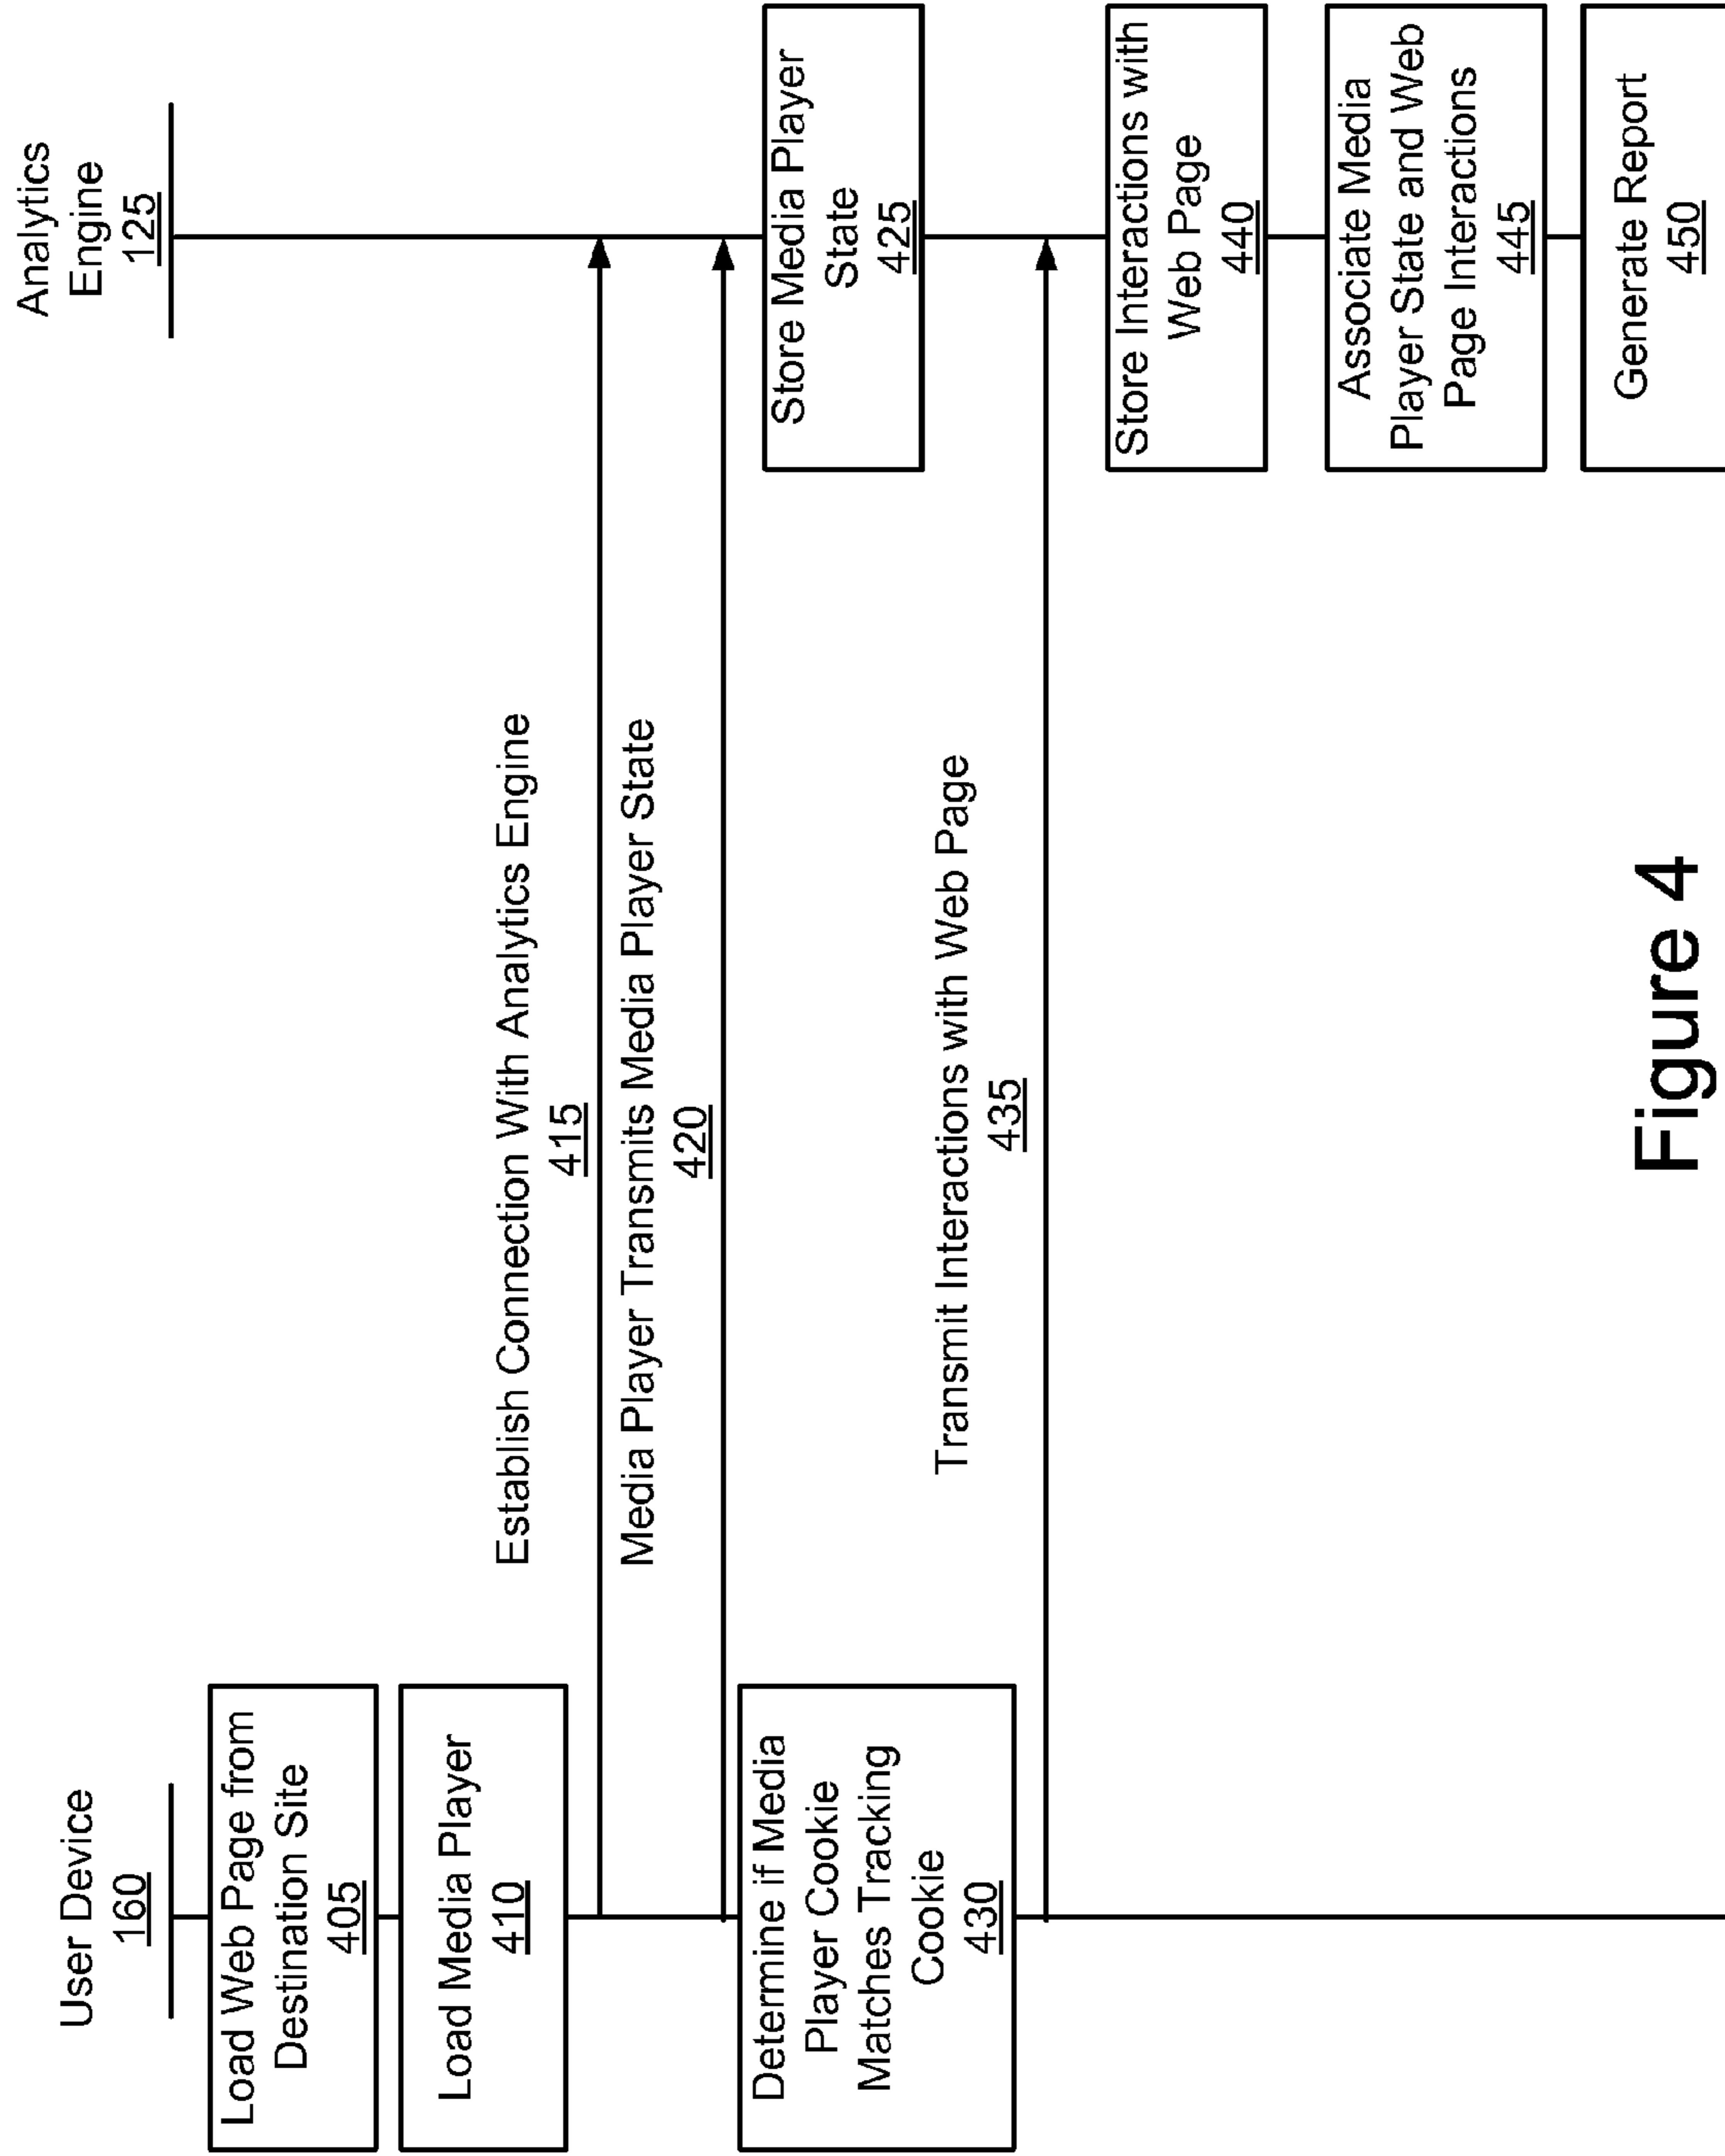 User Device
160
Analytics
Engine
125
Load Web Page from
Destination Site
405
Load Media Player
410
Establish Connection With Analytics Engine
415
Media Player Transmits Media Player State
420
Store Media Player
State
425
Determine if Media
Player Cookie
Matches Tracking
Cookie
430
Transmit Interactions with Web Page
435
Store Interactions with
Web Page
440
Associate Media
Player State and Web
Page Interactions
445
Generate Report
450
Figure 4